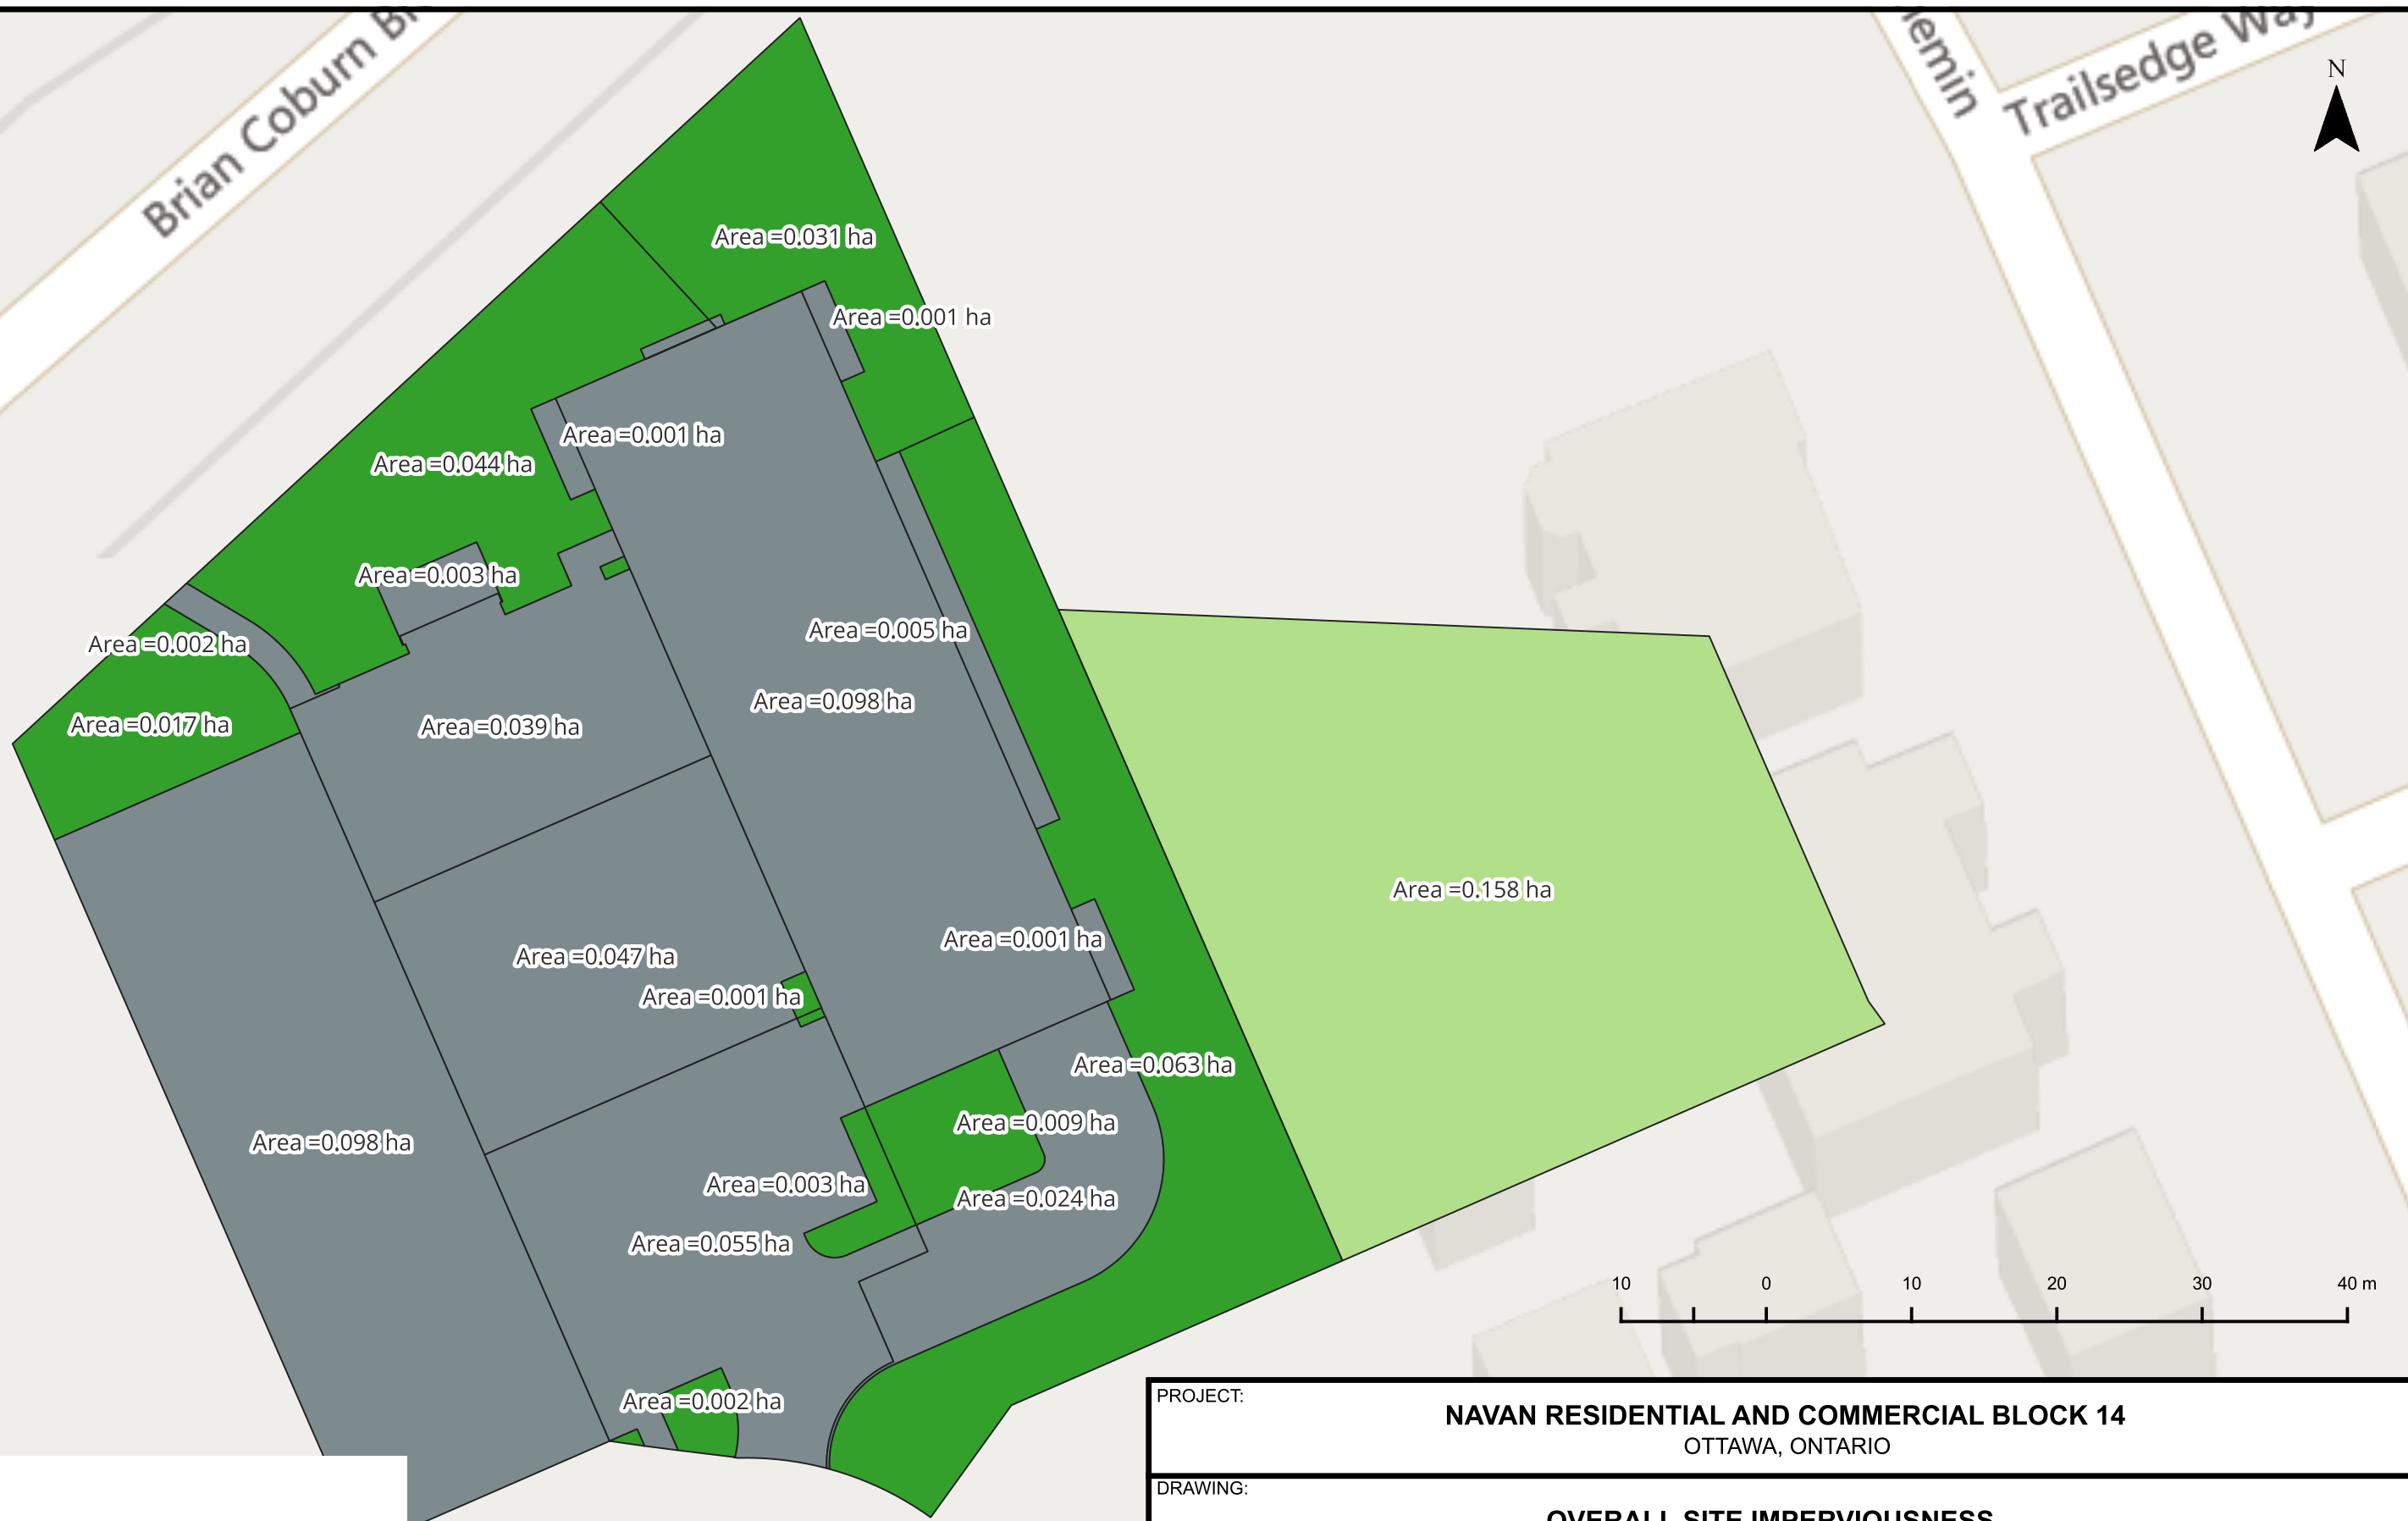 Brian Coburn
Trailsedge Way
N
Area =0.031 ha
Area =0.001 ha
Area =0.001 ha
Area =0.044 ha
Area =0.003 ha
Area =0.002 ha
Area =0.005 ha
Area =0.098 ha
Area =0.017 ha
Area =0.039 ha
Area =0.158 ha
Area =0.001 ha
Area =0.047 ha
Area =0.001 ha
Area =0.063 ha
Area =0.009 ha
Area =0.098 ha
Area =0.003 ha
Area =0.024 ha
Area =0.055 ha
10 0 10 20 30 40 m
Area =0.002 ha
PROJECT:
NAVAN RESIDENTIAL AND COMMERCIAL BLOCK 14
OTTAWA, ONTARIO
DRAWING:
OVERALL SITE IMPERVIOUSNESS